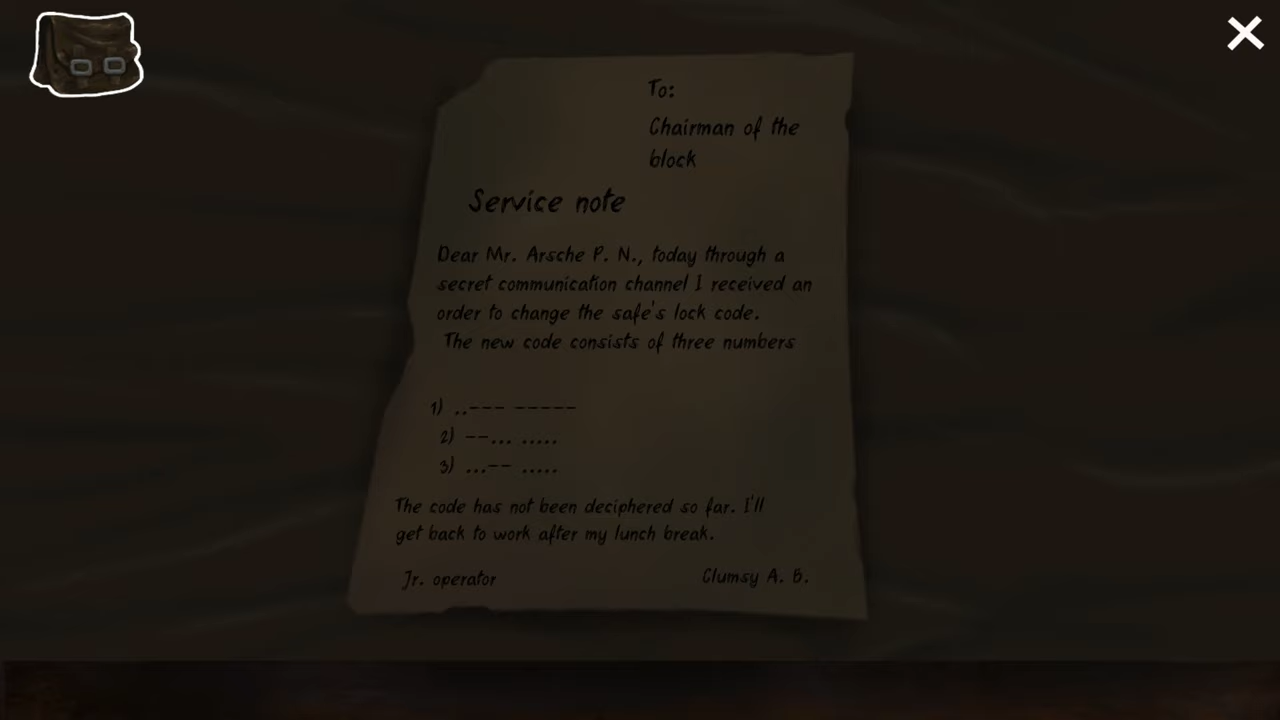 To:
Chairman of the
block
Service note
Dear Mr. Arsche P. N., today through a
secret communication channel I received an
order to change the safe's lock code.
The new code consists of three numbers
1) ..--- -----
2) --... .....
3) ...-- .....
The code has not been deciphered so far. I'll
get back to work after my lunch break.
Jr. operator Clumsy A. B.